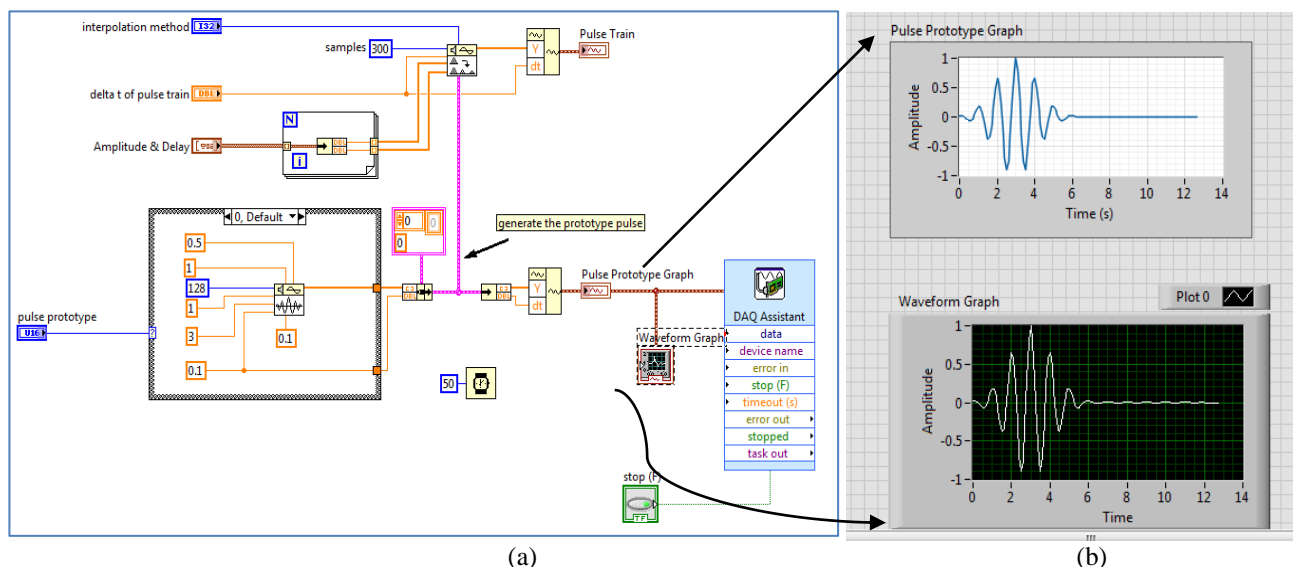 interpolation method
I32
samples
300
Pulse Train
Y
dt
delta t of pulse train
DBL
N
Amplitude & Delay
DBL
DBL
i
0, Default
0
0
0
generate the prototype pulse
0.5
1
128
1
3
0.1
0.1
pulse prototype
U16
?
DBL
DBL
Y
dt
Pulse Prototype Graph
DAQ Assistant
data
device name
error in
stop (F)
timeout (s)
error out
stopped
task out
Waveform Graph
50
stop (F)
TF
(a)
Pulse Prototype Graph
Amplitude
1
0.5
0
-0.5
-1
0 2 4 6 8 10 12 14
Time (s)
Waveform Graph
Plot 0
Amplitude
1
0.5
0
-0.5
-1
0 2 4 6 8 10 12 14
Time
(b)